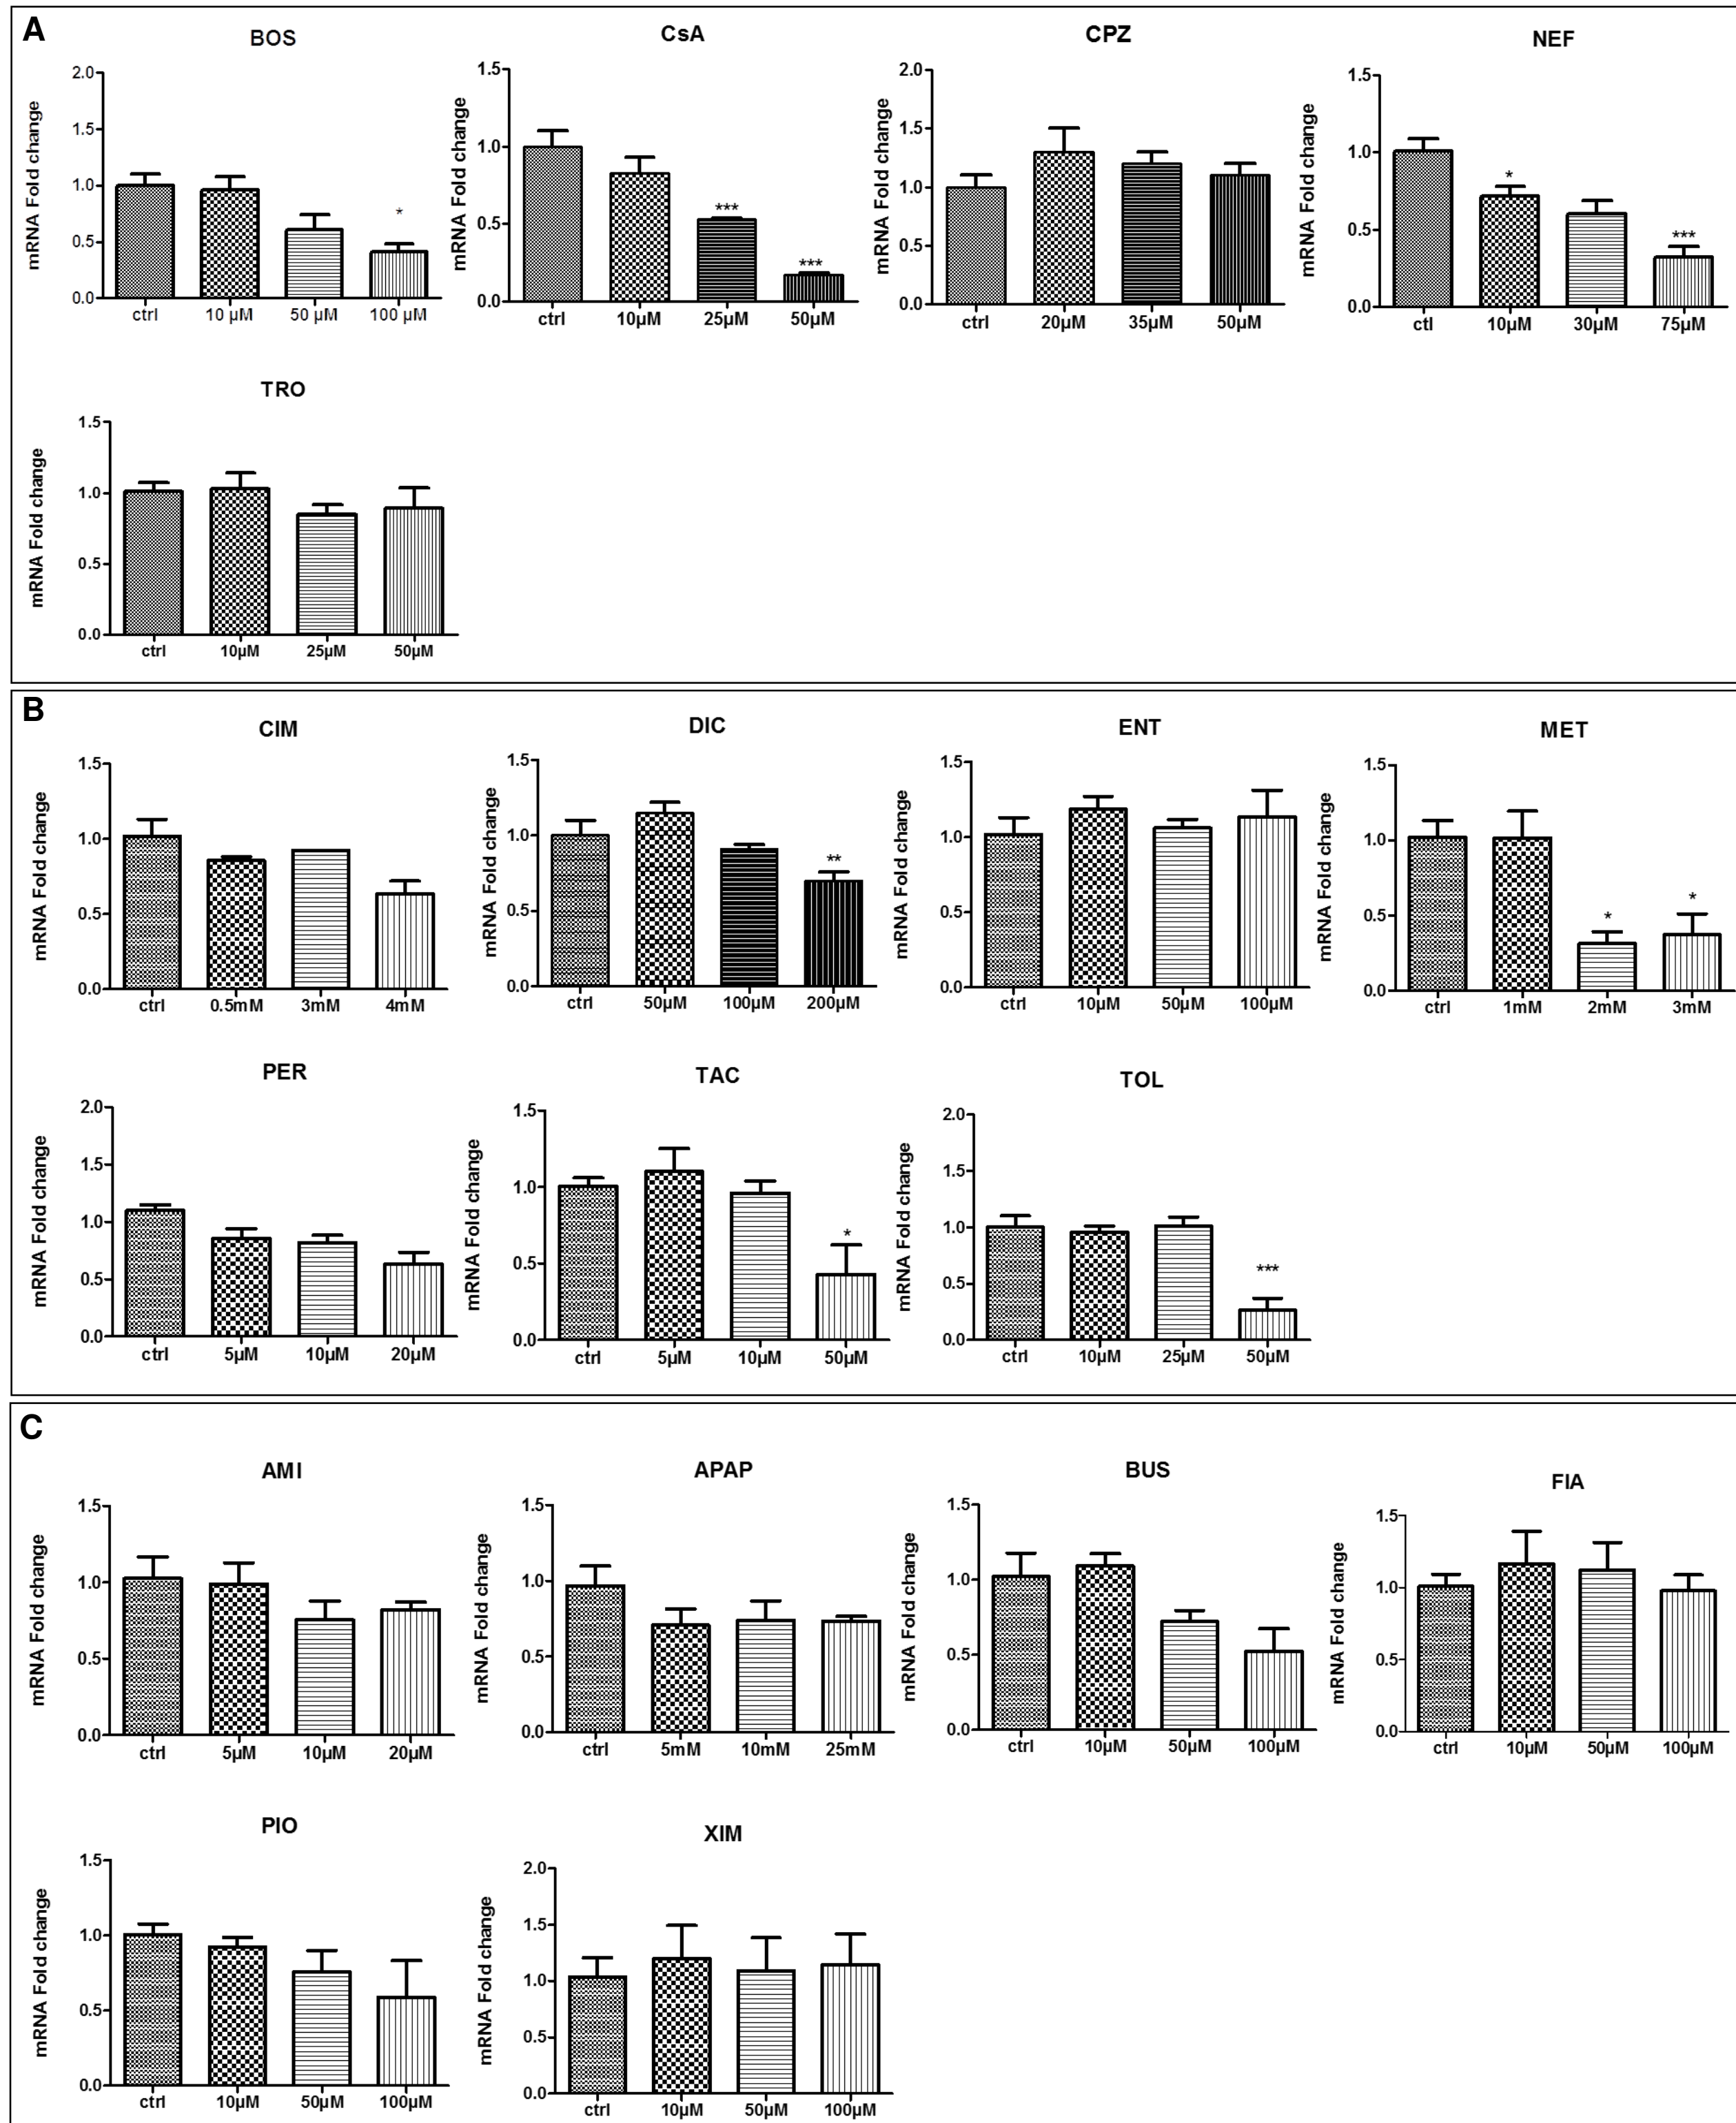 A
BOS
mRNA Fold change
2.0
1.5
1.0
0.5
0.0
*
ctrl 10 µM 50 µM 100 µM
CsA
mRNA Fold change
1.5
1.0
0.5
0.0
*** ***
ctrl 10µM 25µM 50µM
CPZ
mRNA Fold change
2.0
1.5
1.0
0.5
0.0
ctrl 20µM 35µM 50µM
NEF
mRNA Fold change
1.5
1.0
0.5
0.0
* ***
ctl 10µM 30µM 75µM
TRO
mRNA Fold change
1.5
1.0
0.5
0.0
ctrl 10µM 25µM 50µM
B
CIM
mRNA Fold change
1.5
1.0
0.5
0.0
ctrl 0.5mM 3mM 4mM
DIC
mRNA Fold change
1.5
1.0
0.5
0.0
**
ctrl 50µM 100µM 200µM
ENT
mRNA Fold change
1.5
1.0
0.5
0.0
ctrl 10µM 50µM 100µM
MET
mRNA Fold change
1.5
1.0
0.5
0.0
* *
ctrl 1mM 2mM 3mM
PER
mRNA Fold change
2.0
1.5
1.0
0.5
0.0
ctrl 5µM 10µM 20µM
TAC
mRNA Fold change
1.5
1.0
0.5
0.0
*
ctrl 5µM 10µM 50µM
TOL
mRNA Fold change
2.0
1.5
1.0
0.5
0.0
***
ctrl 10µM 25µM 50µM
C
AMI
mRNA Fold change
1.5
1.0
0.5
0.0
ctrl 5µM 10µM 20µM
APAP
mRNA Fold change
1.5
1.0
0.5
0.0
ctrl 5mM 10mM 25mM
BUS
mRNA Fold change
1.5
1.0
0.5
0.0
ctrl 10µM 50µM 100µM
FIA
mRNA Fold change
1.5
1.0
0.5
0.0
ctrl 10µM 50µM 100µM
PIO
mRNA Fold change
1.5
1.0
0.5
0.0
ctrl 10µM 50µM 100µM
XIM
mRNA Fold change
2.0
1.5
1.0
0.5
0.0
ctrl 10µM 50µM 100µM